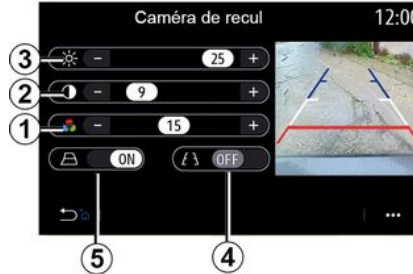 Caméra de recul 12:00
3 - 25 +
2 - 9 +
1 - 15 +
ON OFF
5 4